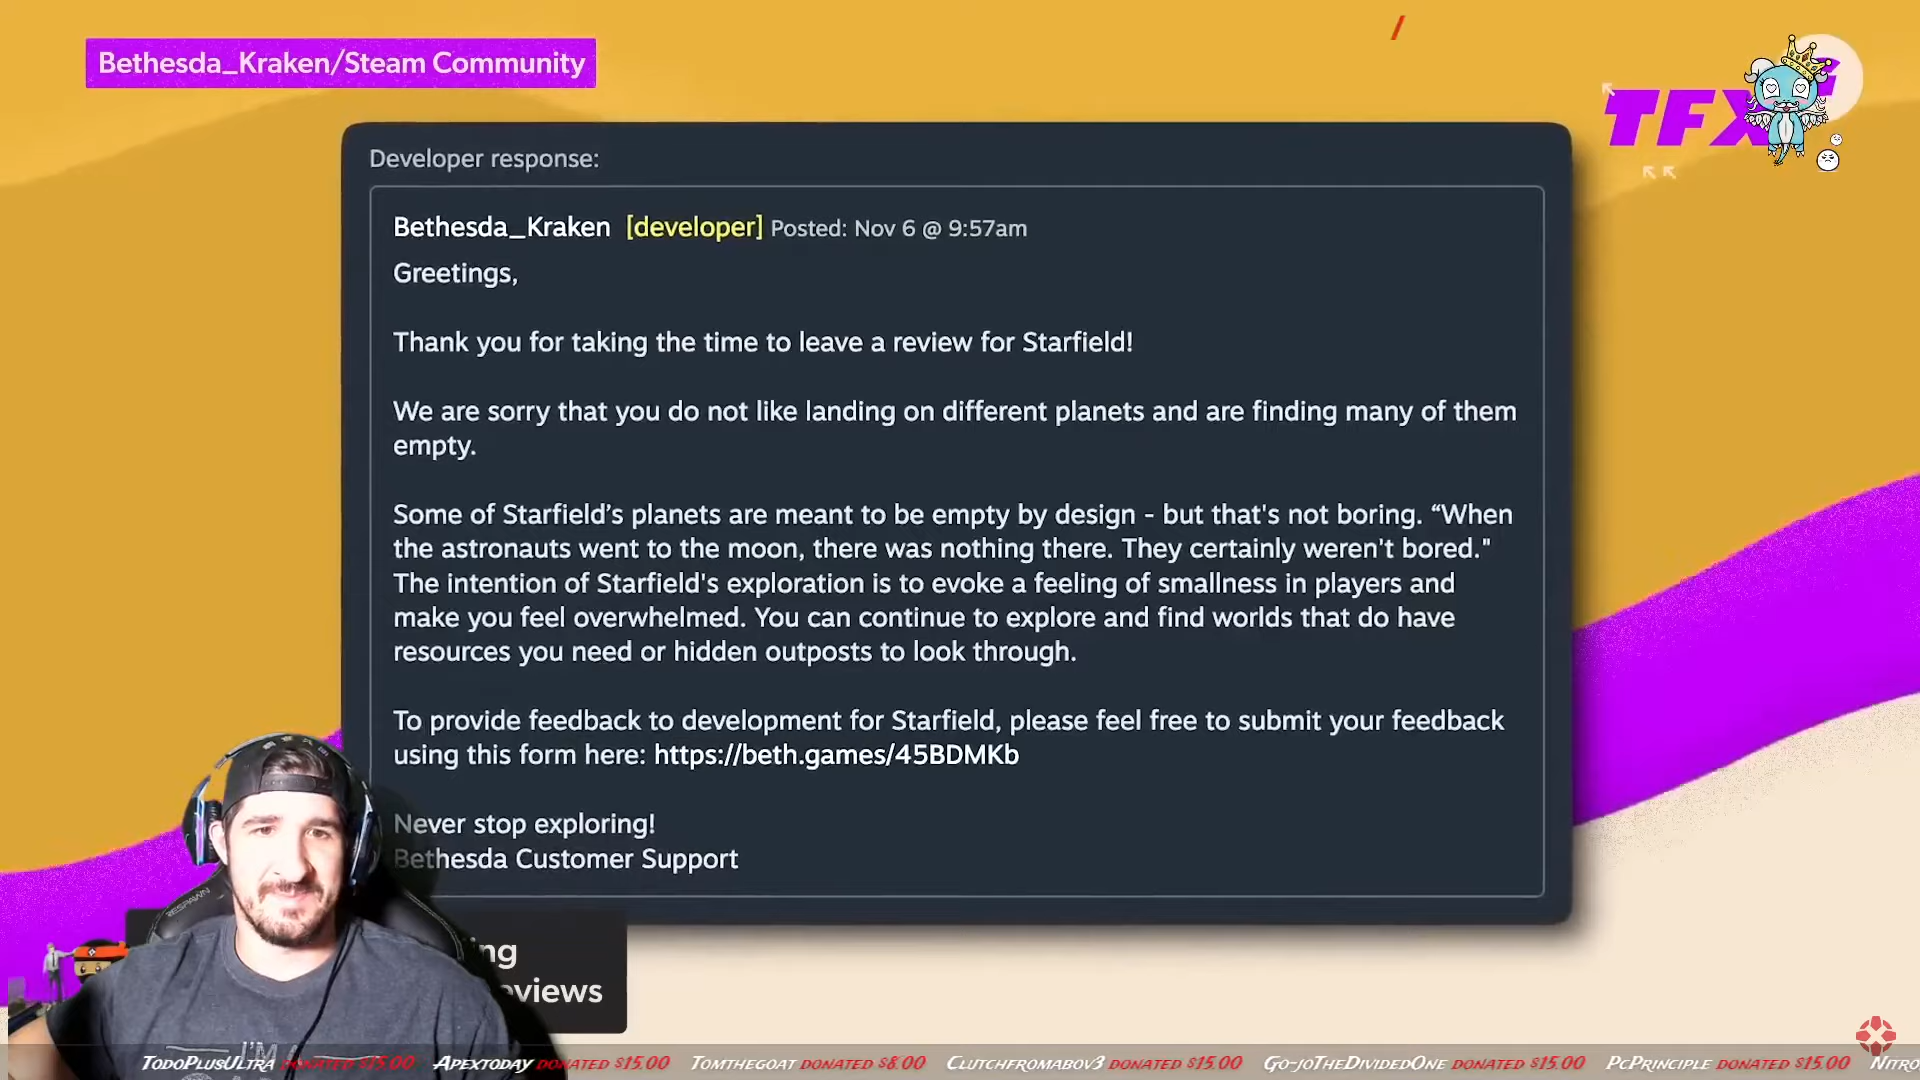 Bethesda_Kraken/Steam Community
TFX
Developer response:
Bethesda_Kraken [developer] Posted: Nov 6 @ 9:57am
Greetings,
Thank you for taking the time to leave a review for Starfield!
We are sorry that you do not like landing on different planets and are finding many of them
empty.
Some of Starfield’s planets are meant to be empty by design - but that's not boring. “When
the astronauts went to the moon, there was nothing there. They certainly weren't bored."
The intention of Starfield's exploration is to evoke a feeling of smallness in players and
make you feel overwhelmed. You can continue to explore and find worlds that do have
resources you need or hidden outposts to look through.
To provide feedback to development for Starfield, please feel free to submit your feedback
using this form here: https://beth.games/45BDMKb
Never stop exploring!
Bethesda Customer Support
RESPAWN
I'M A
TodoPlusUltra donated $15.00 Apextoday donated $15.00 Tomthegoat donated $8.00 Clutchfromabov3 donated $15.00 Go-joTheDividedOne donated $15.00 PcPrinciple donated $15.00 Nitro